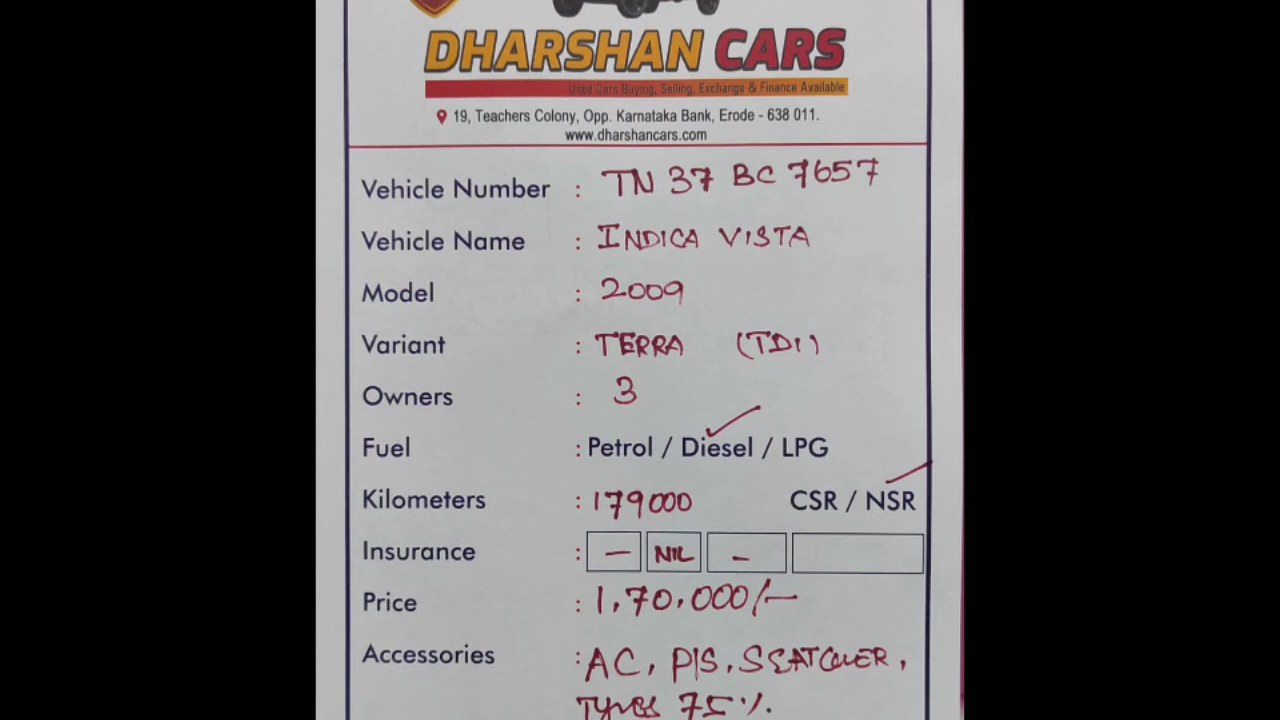 DHARSHAN CARS
Used Cars Buying, Selling, Exchange & Finance Available
19, Teachers Colony, Opp. Karnataka Bank, Erode - 638 011.
www.dharshancars.com
Vehicle Number : TN 37 BC 7657
Vehicle Name : INDICA VISTA
Model : 2009
Variant : TERRA (TDI)
Owners : 3
Fuel : Petrol / Diesel / LPG
Kilometers : 179000 CSR / NSR
Insurance : — NIL -
Price : 1,70,000/-
Accessories : AC, P/S, SEATCOVER,
Tyres 75%.